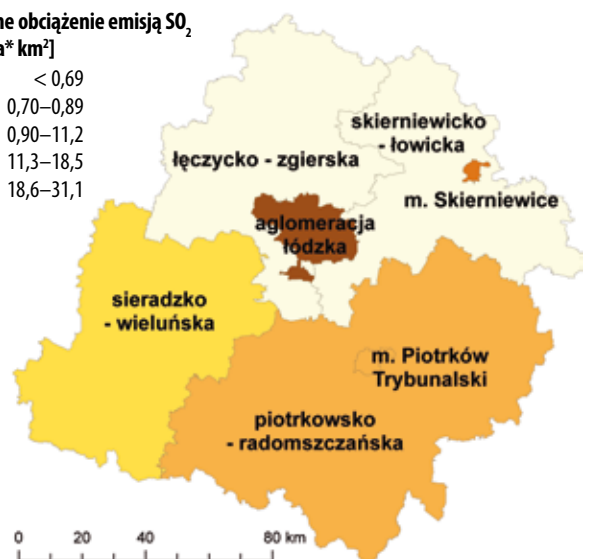 ne obciążenie emisją SO₂
a* km²]
< 0,69
0,70–0,89
0,90–11,2
11,3–18,5
18,6–31,1
skierniewicko
- łowicka
łęczycko - zgierska
m. Skierniewice
aglomeracja
łódzka
sieradzko
- wieluńska
m. Piotrków
Trybunalski
piotrkowsko
- radomszczańska
0 20 40 80 km